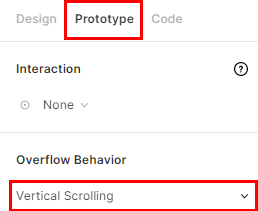 Design Prototype Code
Interaction
None
Overflow Behavior
Vertical Scrolling